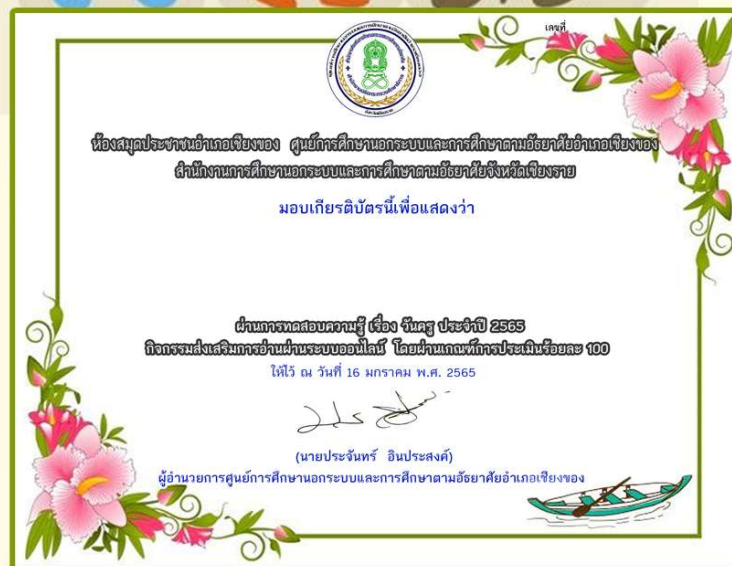 เลขที่
ห้องสมุดประชาชนอำเภอเชียงของ ศูนย์การศึกษานอกระบบและการศึกษาตามอัธยาศัยอำเภอเชียงของ
สำนักงานการศึกษานอกระบบและการศึกษาตามอัธยาศัยจังหวัดเชียงราย
มอบเกียรติบัตรนี้เพื่อแสดงว่า
ผ่านการทดสอบความรู้ เรื่อง วันครู ประจำปี 2565
กิจกรรมส่งเสริมการอ่านผ่านระบบออนไลน์ โดยผ่านเกณฑ์การประเมินร้อยละ 100
ให้ไว้ ณ วันที่ 16 มกราคม พ.ศ. 2565
(นายประจันทร์ อินประสงค์)
ผู้อำนวยการศูนย์การศึกษานอกระบบและการศึกษาตามอัธยาศัยอำเภอเชียงของ